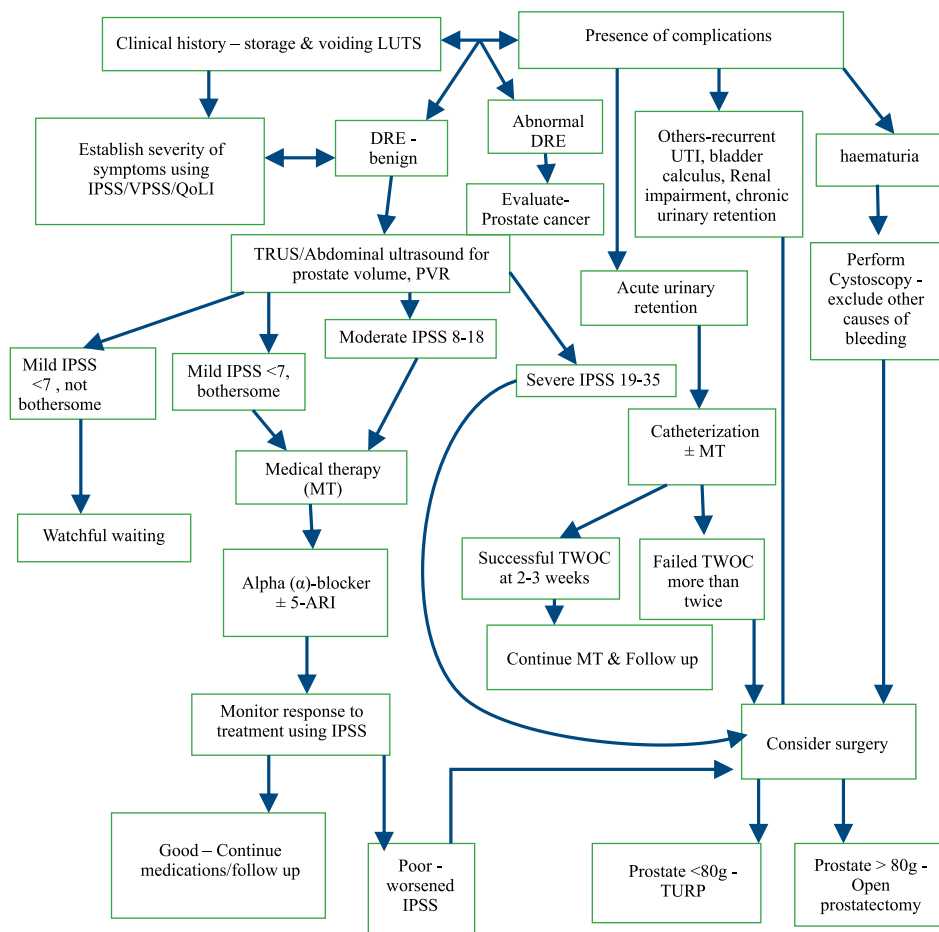 Clinical history – storage & voiding LUTS
Presence of complications
Establish severity of
symptoms using
IPSS/VPSS/QoLI
DRE -
benign
Abnormal
DRE
Evaluate-
Prostate cancer
Others-recurrent
UTI, bladder
calculus, Renal
impairment, chronic
urinary retention
haematuria
TRUS/Abdominal ultrasound for
prostate volume, PVR
Acute urinary
retention
Perform
Cystoscopy -
exclude other
causes of
bleeding
Mild IPSS
<7 , not
bothersome
Mild IPSS <7,
bothersome
Moderate IPSS 8-18
Severe IPSS 19-35
Catheterization
± MT
Medical therapy
(MT)
Watchful waiting
Alpha (α)-blocker
± 5-ARI
Successful TWOC
at 2-3 weeks
Failed TWOC
more than
twice
Continue MT & Follow up
Monitor response to
treatment using IPSS
Consider surgery
Good – Continue
medications/follow up
Poor -
worsened
IPSS
Prostate <80g -
TURP
Prostate > 80g -
Open
prostatectomy